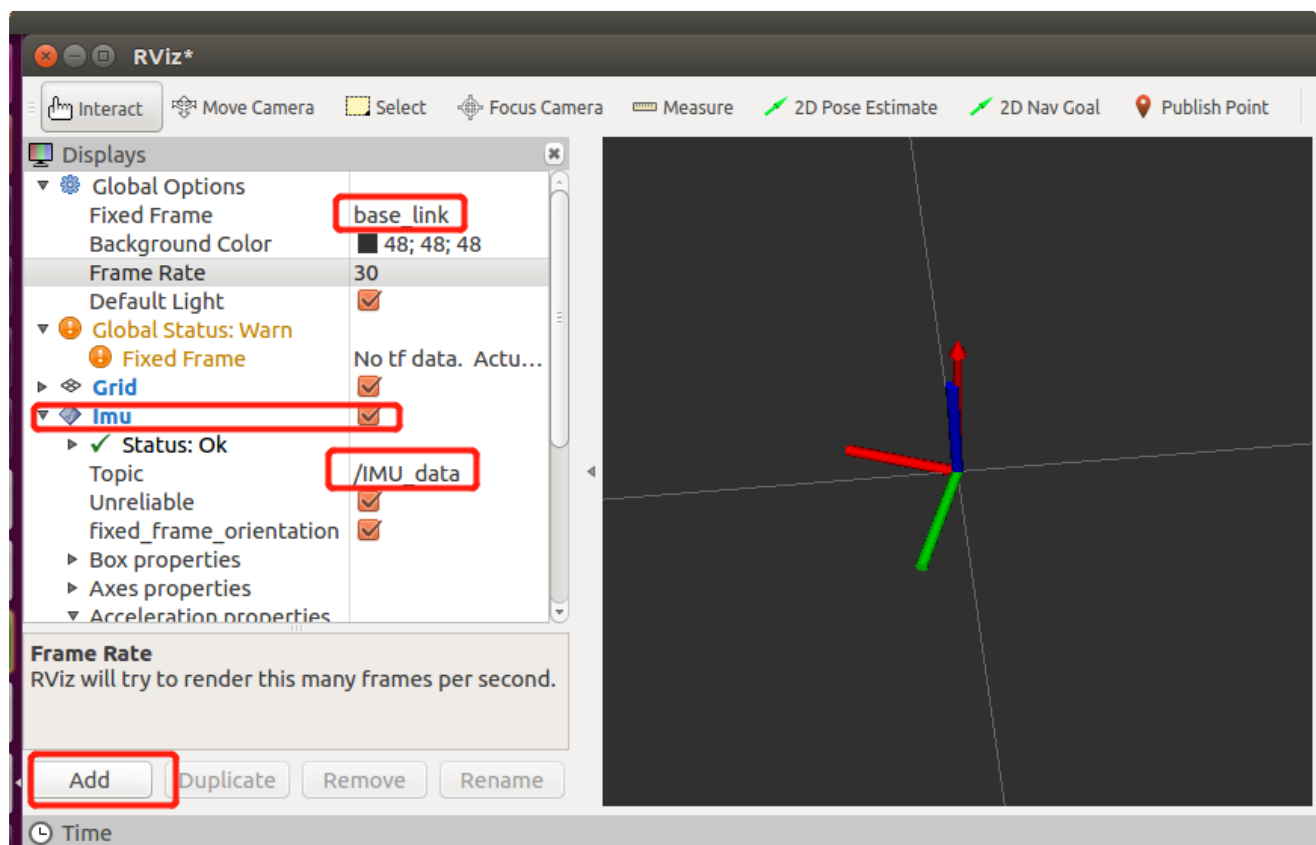 RViz*
Interact Move Camera Select Focus Camera Measure 2D Pose Estimate 2D Nav Goal Publish Point
Displays
Global Options
Fixed Frame base_link
Background Color 48; 48; 48
Frame Rate 30
Default Light
Global Status: Warn
Fixed Frame No tf data. Actu...
Grid
Imu
Status: Ok
Topic /IMU_data
Unreliable
fixed_frame_orientation
Box properties
Axes properties
Acceleration properties
Frame Rate
RViz will try to render this many frames per second.
Add Duplicate Remove Rename
Time